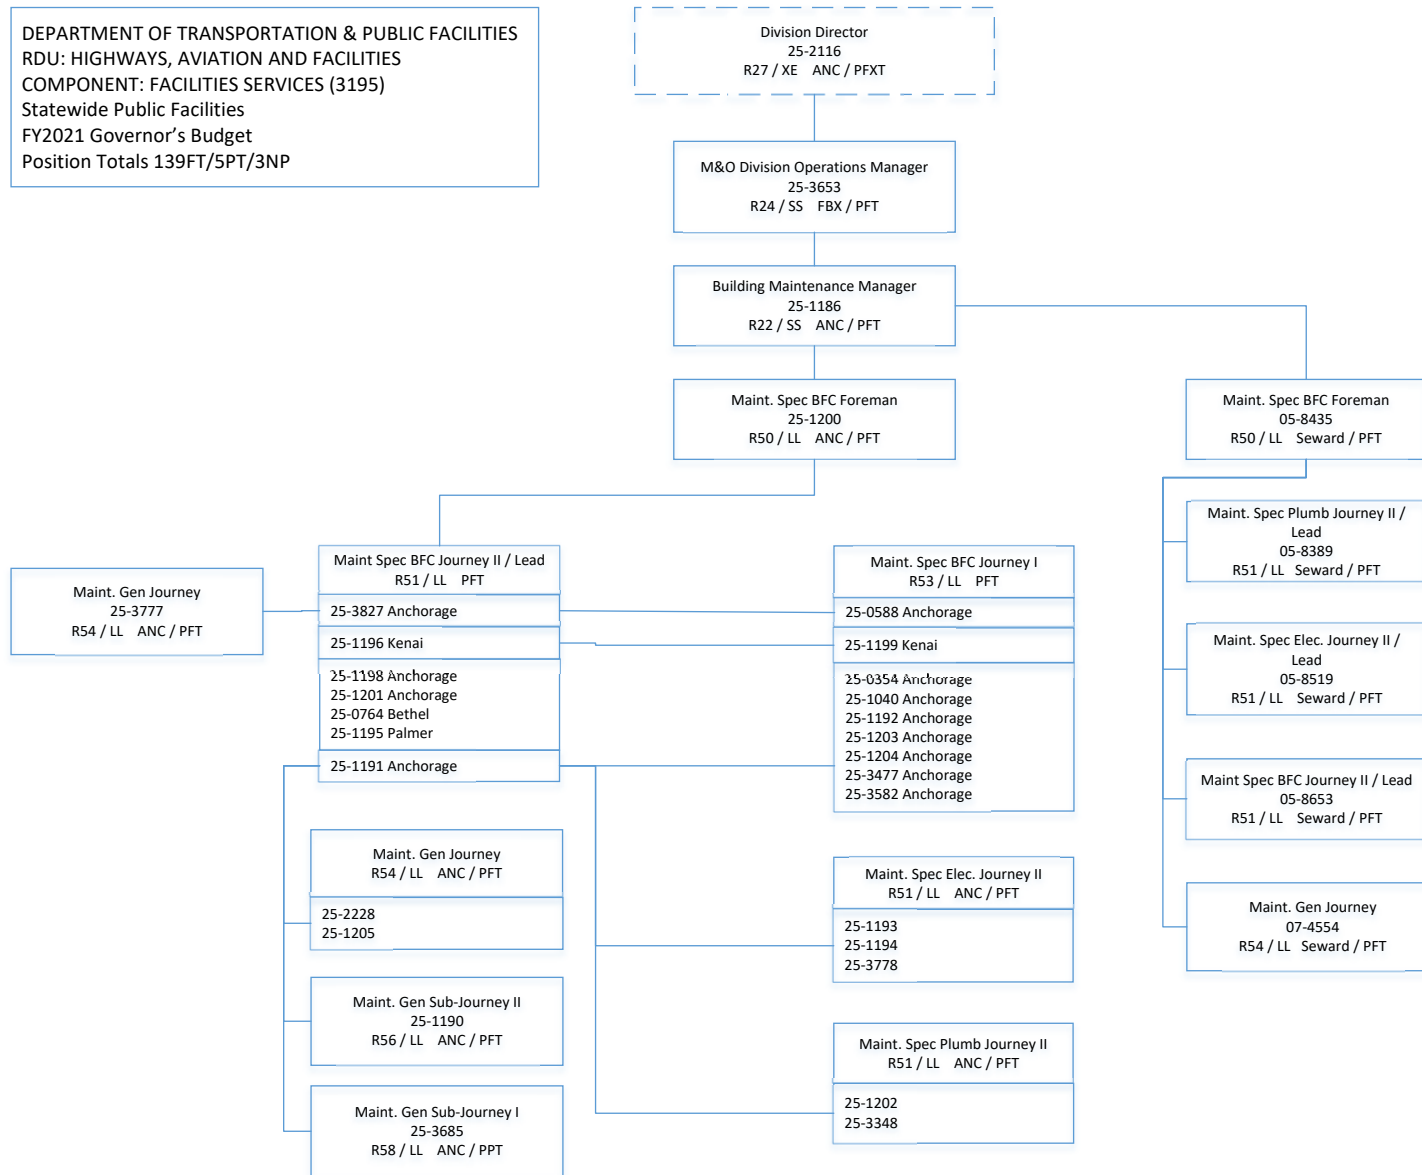 DEPARTMENT OF TRANSPORTATION & PUBLIC FACILITIES
RDU: HIGHWAYS, AVIATION AND FACILITIES
COMPONENT: FACILITIES SERVICES (3195)
Statewide Public Facilities
FY2021 Governor's Budget
Position Totals 139FT/5PT/3NP
Division Director
25-2116
R27 / XE ANC / PFXT
M&O Division Operations Manager
25-3653
R24 / SS FBX / PFT
Building Maintenance Manager
25-1186
R22 / SS ANC / PFT
Maint. Spec BFC Foreman
25-1200
R50 / LL ANC / PFT
Maint. Spec BFC Foreman
05-8435
R50 / LL Seward / PFT
Maint. Gen Journey
25-3777
R54 / LL ANC / PFT
Maint Spec BFC Journey II / Lead
R51 / LL PFT
25-3827 Anchorage
25-1196 Kenai
25-1198 Anchorage
25-1201 Anchorage
25-0764 Bethel
25-1195 Palmer
25-1191 Anchorage
Maint. Spec BFC Journey I
R53 / LL PFT
25-0588 Anchorage
25-1199 Kenai
25-0354 Anchorage
25-1040 Anchorage
25-1192 Anchorage
25-1203 Anchorage
25-1204 Anchorage
25-3477 Anchorage
25-3582 Anchorage
Maint. Spec Plumb Journey II /
Lead
05-8389
R51 / LL Seward / PFT
Maint. Spec Elec. Journey II /
Lead
05-8519
R51 / LL Seward / PFT
Maint Spec BFC Journey II / Lead
05-8653
R51 / LL Seward / PFT
Maint. Gen Journey
07-4554
R54 / LL Seward / PFT
Maint. Gen Journey
R54 / LL ANC / PFT
25-2228
25-1205
Maint. Gen Sub-Journey II
25-1190
R56 / LL ANC / PFT
Maint. Gen Sub-Journey I
25-3685
R58 / LL ANC / PPT
Maint. Spec Elec. Journey II
R51 / LL ANC / PFT
25-1193
25-1194
25-3778
Maint. Spec Plumb Journey II
R51 / LL ANC / PFT
25-1202
25-3348